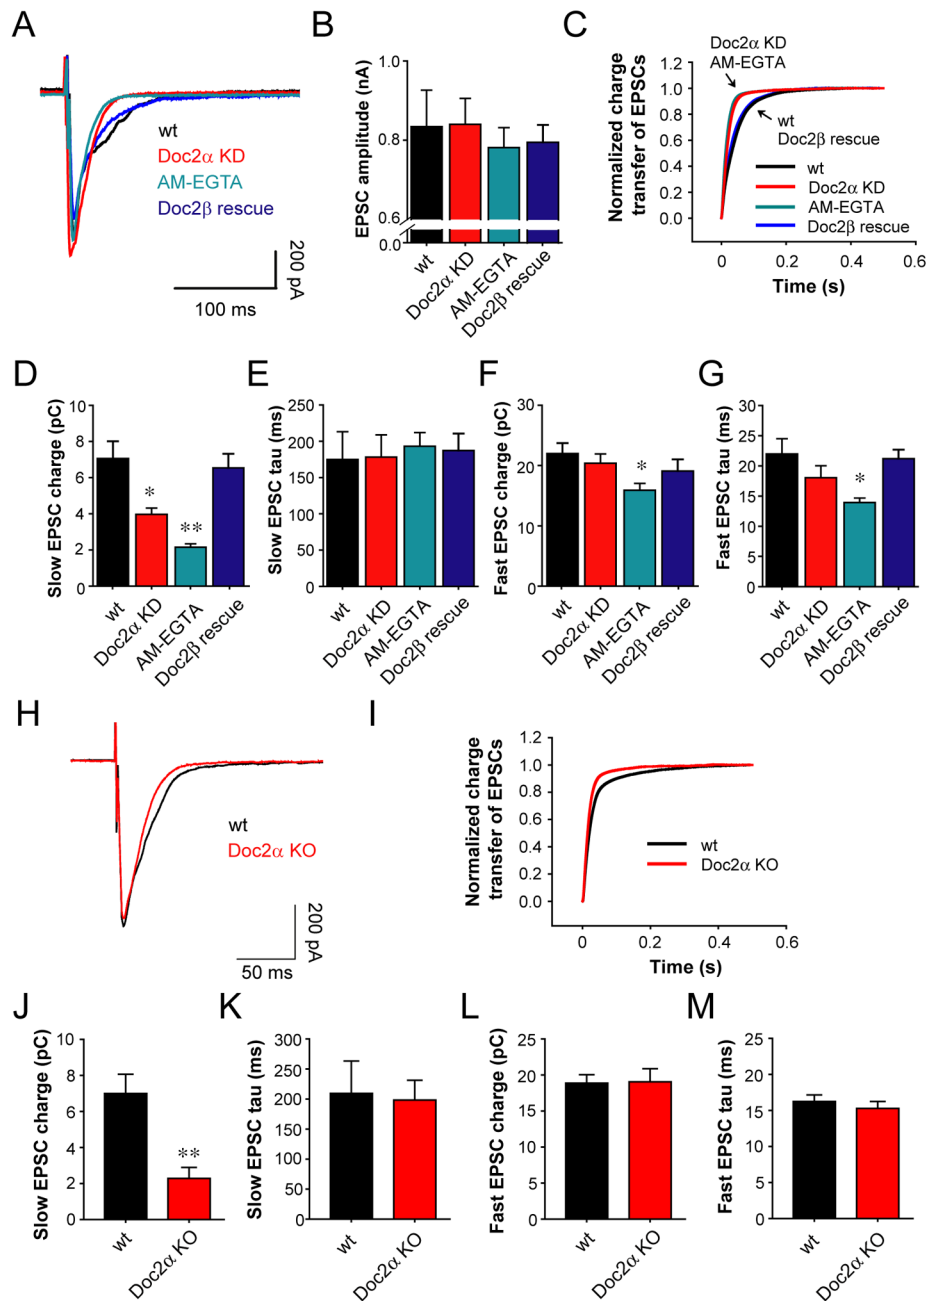 A
wt
Doc2α KD
AM-EGTA
Doc2β rescue
200 pA
100 ms
B
EPSC amplitude (nA)
1.0
0.8
0.6
0.0
wt
Doc2α KD
AM-EGTA
Doc2β rescue
C
Normalized charge
transfer of EPSCs
Doc2α KD
AM-EGTA
1.2
1.0
0.8
0.6
0.4
0.2
0.0
wt
Doc2β rescue
wt
Doc2α KD
AM-EGTA
Doc2β rescue
0
0.2
0.4
0.6
Time (s)
D
Slow EPSC charge (pC)
10
8
6
4
2
0
*
**
wt
Doc2α KD
AM-EGTA
Doc2β rescue
E
Slow EPSC tau (ms)
250
200
150
100
50
0
wt
Doc2α KD
AM-EGTA
Doc2β rescue
F
Fast EPSC charge (pC)
30
20
10
0
*
wt
Doc2α KD
AM-EGTA
Doc2β rescue
G
Fast EPSC tau (ms)
30
25
20
15
10
5
0
*
wt
Doc2α KD
AM-EGTA
Doc2β rescue
H
wt
Doc2α KO
200 pA
50 ms
I
Normalized charge
transfer of EPSCs
1.2
1.0
0.8
0.6
0.4
0.2
0.0
wt
Doc2α KO
0
0.2
0.4
0.6
Time (s)
J
Slow EPSC charge (pC)
10
8
6
4
2
0
**
wt
Doc2α KO
K
Slow EPSC tau (ms)
300
250
200
150
100
50
0
wt
Doc2α KO
L
Fast EPSC charge (pC)
25
20
15
10
5
0
wt
Doc2α KO
M
Fast EPSC tau (ms)
25
20
15
10
5
0
wt
Doc2α KO